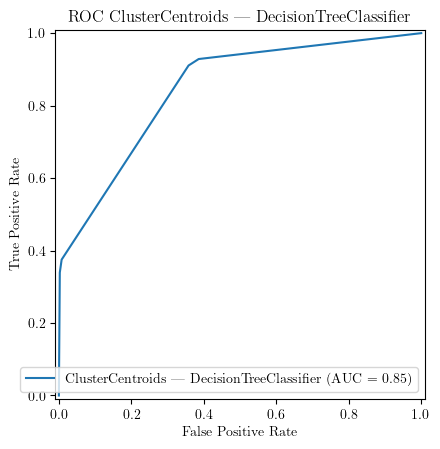 ROC ClusterCentroids — DecisionTreeClassifier
1.0
0.8
0.6
0.4
0.2
0.0
True Positive Rate
ClusterCentroids — DecisionTreeClassifier (AUC = 0.85)
0.0 0.2 0.4 0.6 0.8 1.0
False Positive Rate